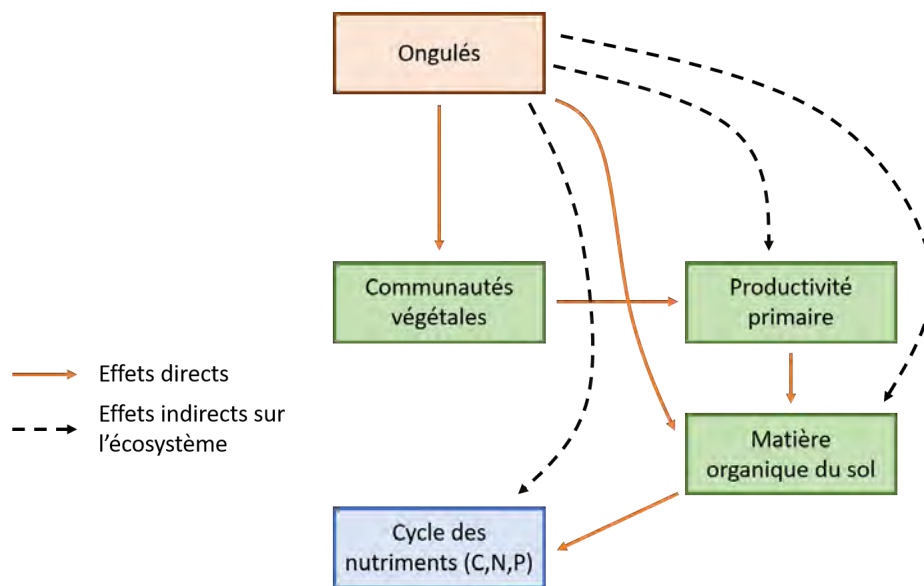 Ongulés
Communautés
végétales
Productivité
primaire
Effets directs
Effets indirects sur
l'écosystème
Matière
organique du sol
Cycle des
nutriments (C,N,P)